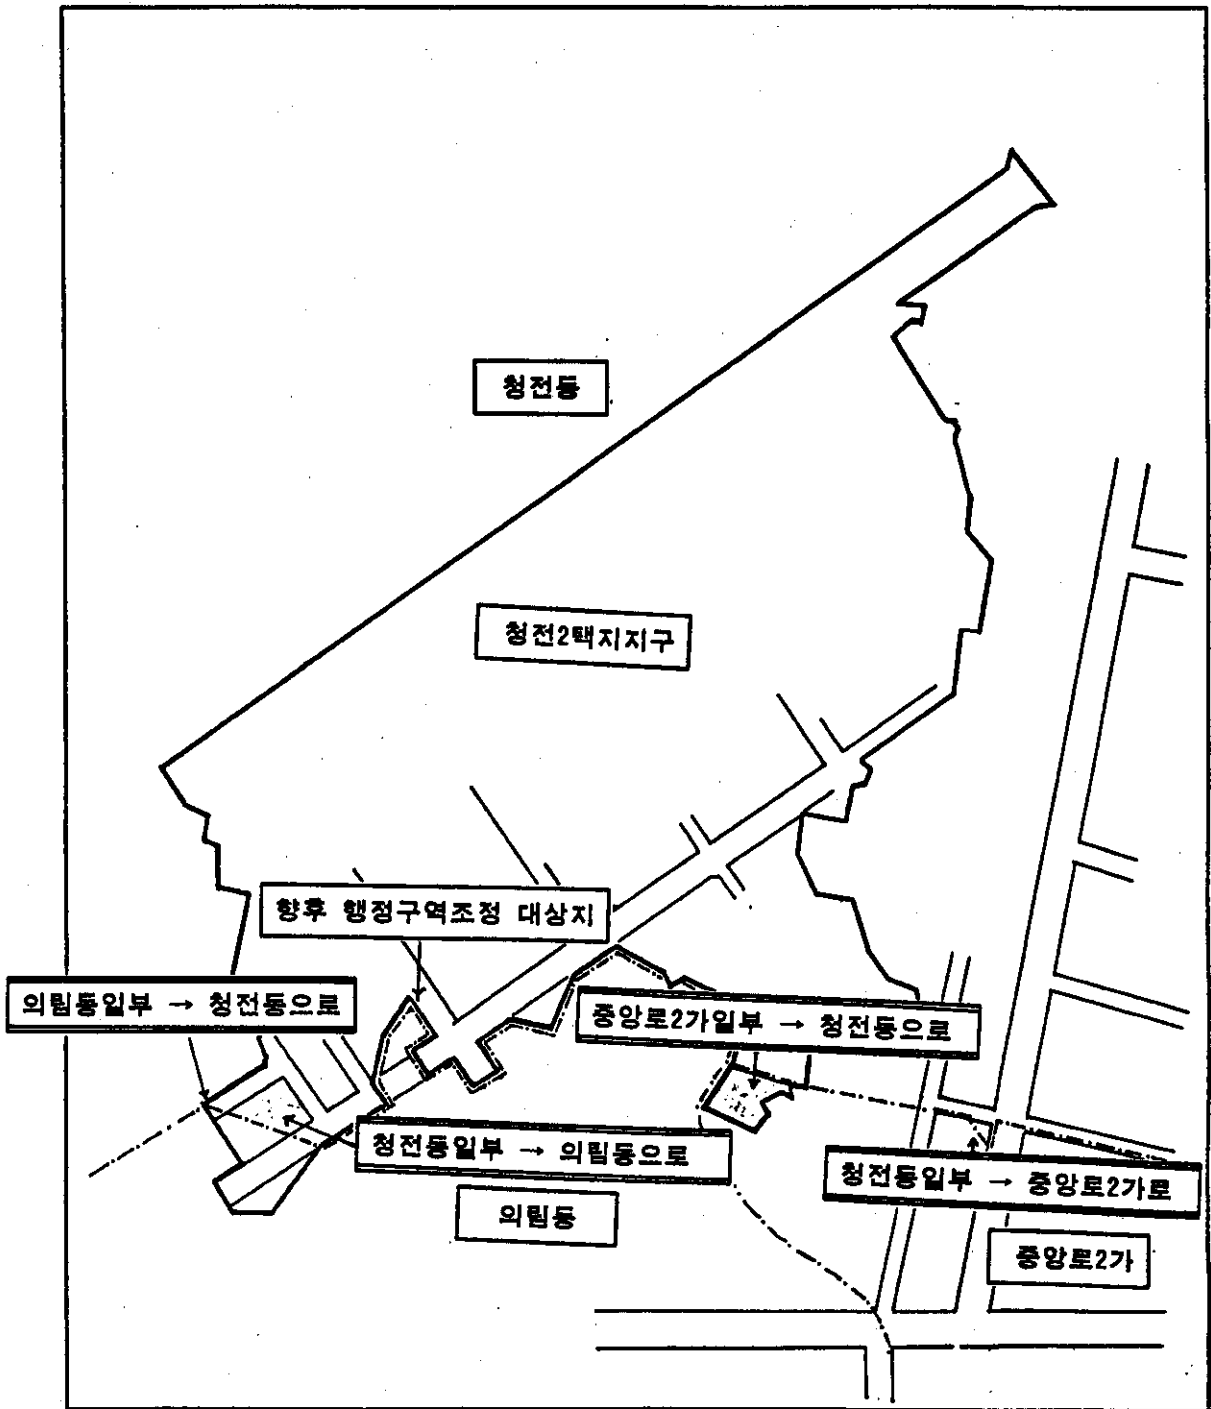 청전동
청전2택지지구
향후 행정구역조정 대상지
의림동일부 → 청전동으로
중앙로2가일부 → 청전동으로
청전동일부 → 의림동으로
청전동일부 → 중앙로2가로
의림동
중앙로2가